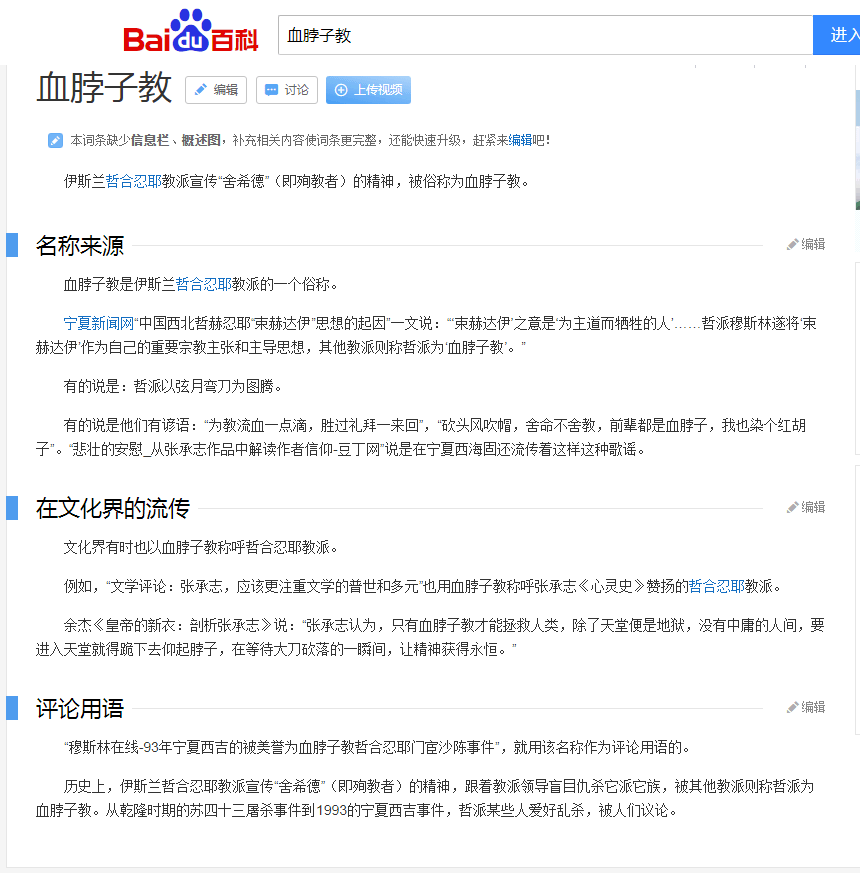 Bai du 百科
血脖子教
进入
血脖子教
编辑
讨论
上传视频
本词条缺少信息栏、概述图，补充相关内容使词条更完整，还能快速升级，赶紧来编辑吧！
伊斯兰哲合忍耶教派宣传“舍希德”（即殉教者）的精神，被俗称为血脖子教。
名称来源
编辑
血脖子教是伊斯兰哲合忍耶教派的一个俗称。
宁夏新闻网“中国西北哲赫忍耶“束赫达伊”思想的起因”一文说：“‘束赫达伊’之意是‘为主道而牺牲的人’……哲派穆斯林遂将‘束
赫达伊’作为自己的重要宗教主张和主导思想，其他教派则称哲派为‘血脖子教’。”
有的说是：哲派以弦月弯刀为图腾。
有的说是他们有谚语：“为教流血一点滴，胜过礼拜一来回”，“砍头风吹帽，舍命不舍教，前辈都是血脖子，我也染个红胡
子”。“悲壮的安慰_从张承志作品中解读作者信仰-豆丁网”说是在宁夏西海固还流传着这样这种歌谣。
在文化界的流传
编辑
文化界有时也以血脖子教称呼哲合忍耶教派。
例如，“文学评论：张承志，应该更注重文学的普世和多元”也用血脖子教称呼张承志《心灵史》赞扬的哲合忍耶教派。
余杰《皇帝的新衣：剖析张承志》说：“张承志认为，只有血脖子教才能拯救人类，除了天堂便是地狱，没有中庸的人间，要
进入天堂就得跪下去仰起脖子，在等待大刀砍落的一瞬间，让精神获得永恒。”
评论用语
编辑
“穆斯林在线-93年宁夏西吉的被美誉为血脖子教哲合忍耶门宦沙陈事件”，就用该名称作为评论用语的。
历史上，伊斯兰哲合忍耶教派宣传“舍希德”（即殉教者）的精神，跟着教派领导盲目仇杀它派它族，被其他教派则称哲派为
血脖子教。从乾隆时期的苏四十三屠杀事件到1993的宁夏西吉事件，哲派某些人爱好乱杀，被人们议论。